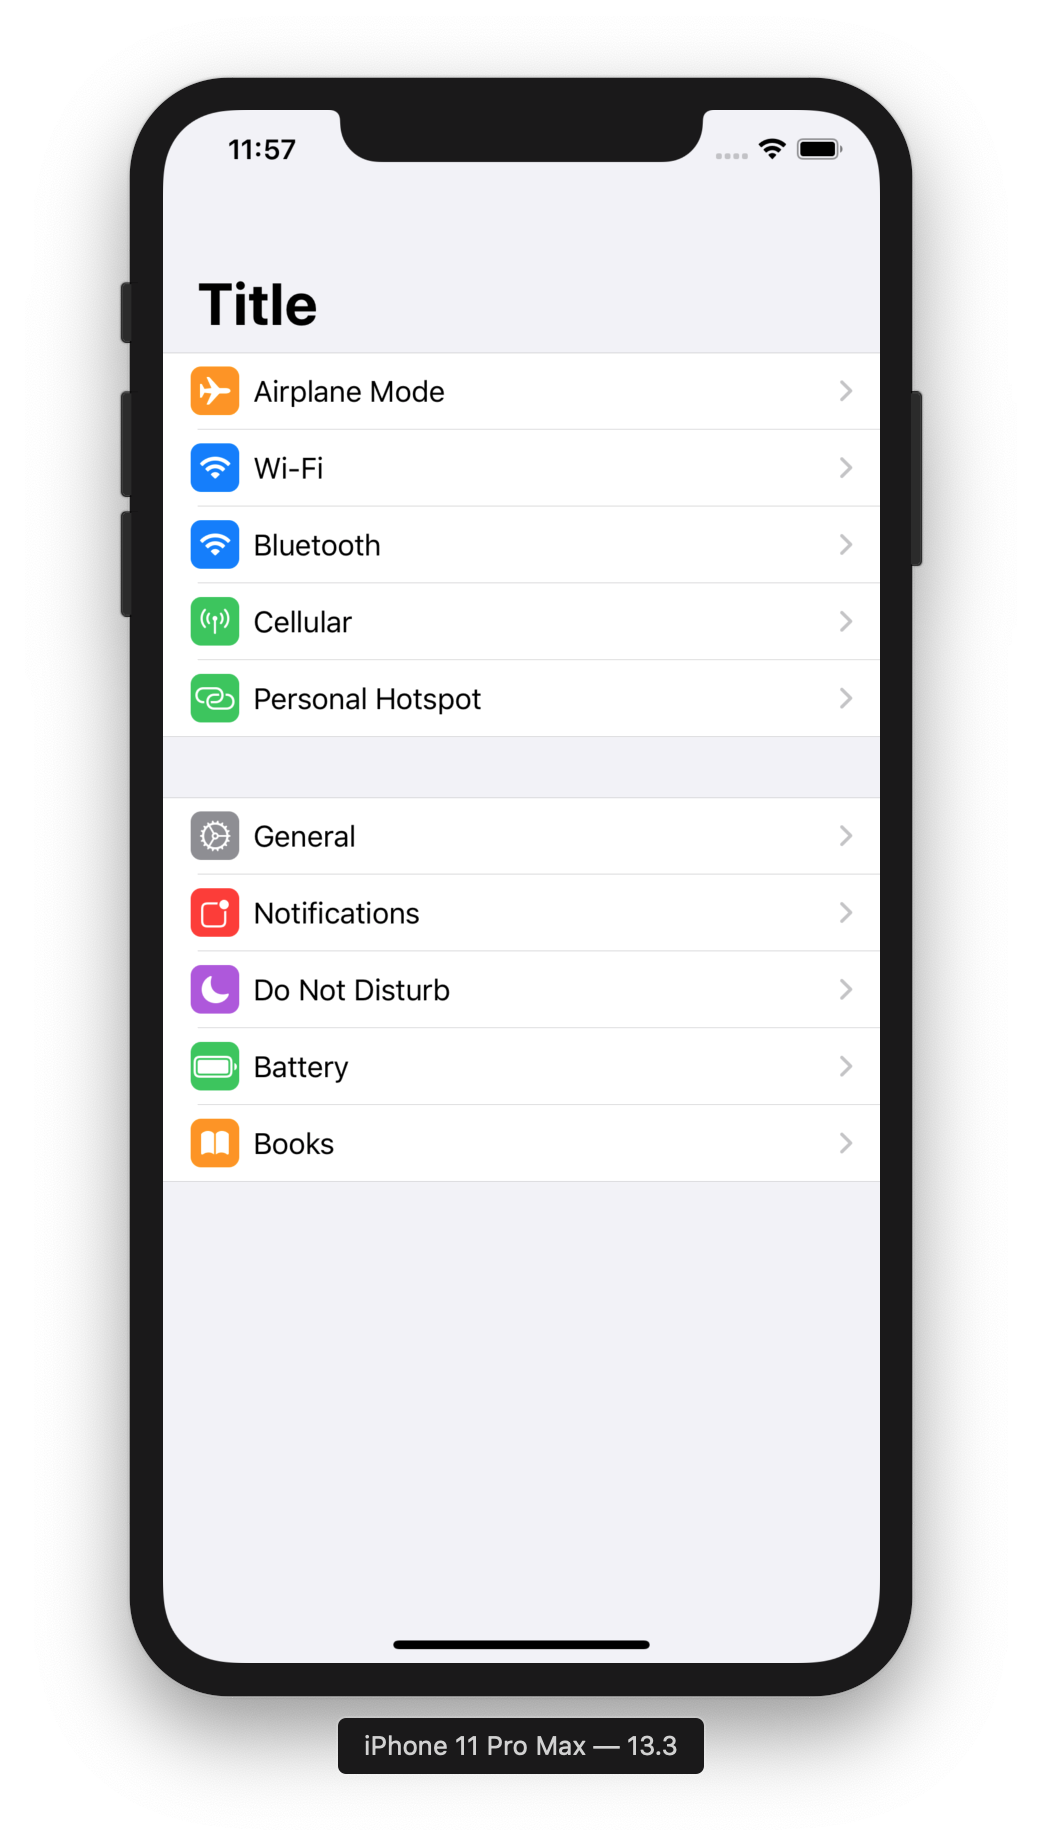 11:57
Title
Airplane Mode
Wi-Fi
Bluetooth
Cellular
Personal Hotspot
General
Notifications
Do Not Disturb
Battery
Books
iPhone 11 Pro Max — 13.3